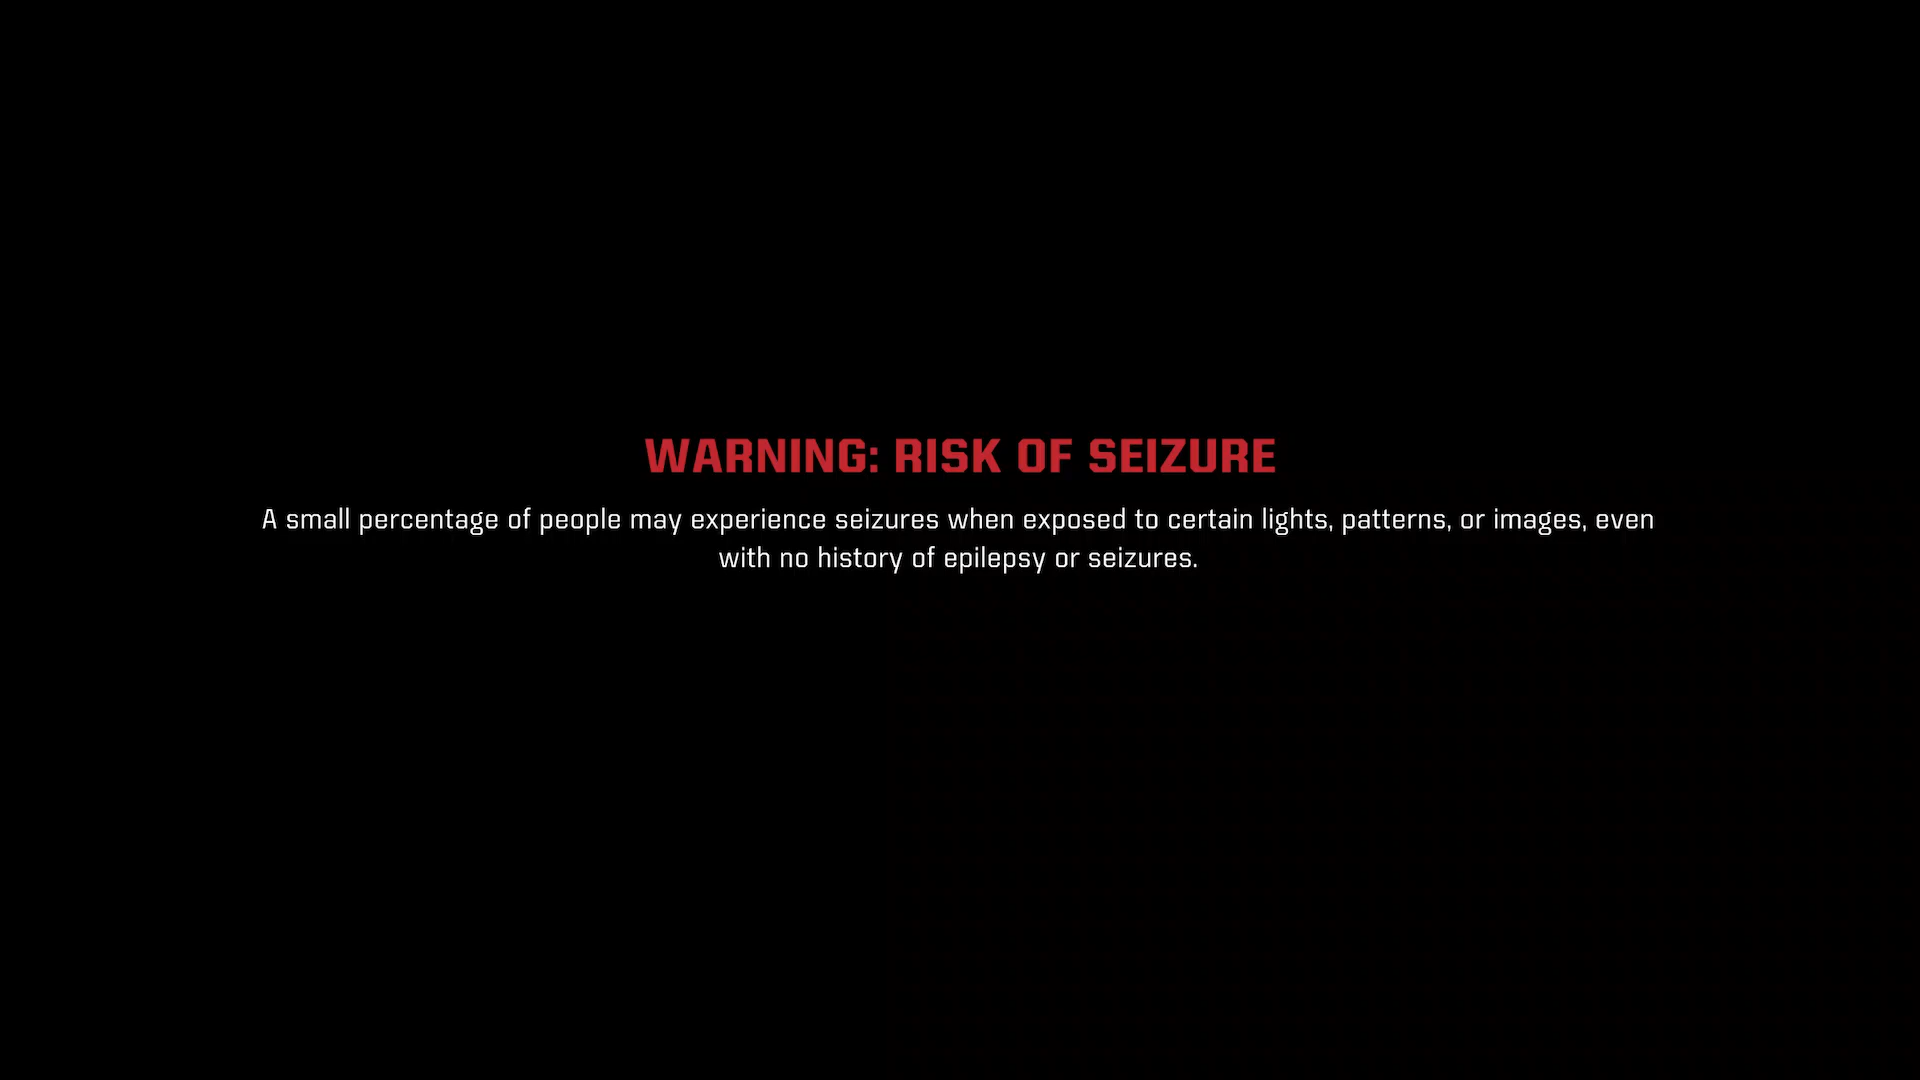 WARNING: RISK OF SEIZURE
A small percentage of people may experience seizures when exposed to certain lights, patterns, or images, even
with no history of epilepsy or seizures.